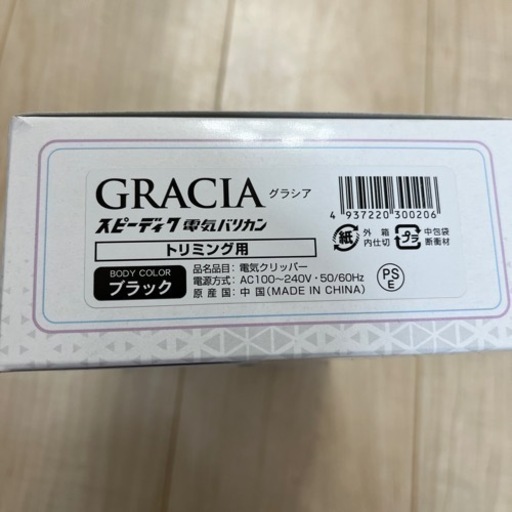 GRACIA グラシア
4 937220 300206
スピーディク電気バリカン
トリミング用
紙 外箱 内仕切 プラ 中包袋 断衝材
BODY COLOR
ブラック
品名品目：電気クリッパー
電源方式：AC100〜240V・50/60Hz
原産国：中国(MADE IN CHINA)
PS
E